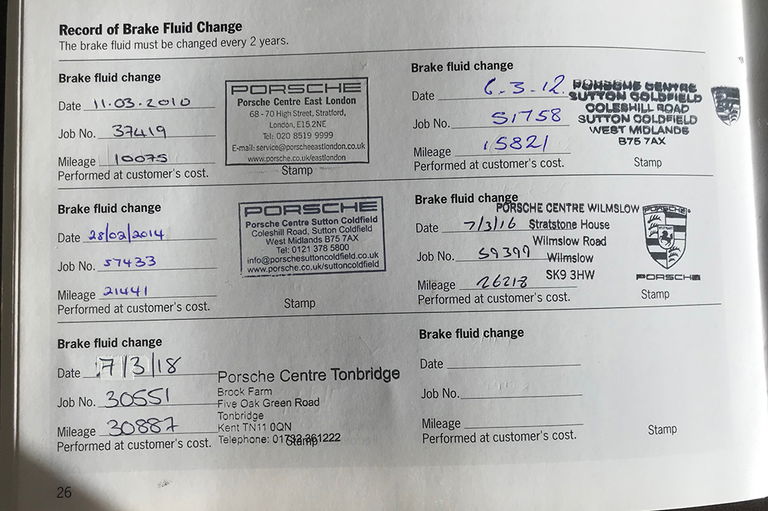 Record of Brake Fluid Change
The brake fluid must be changed every 2 years.
Brake fluid change
Date 11.03.2010
Job No. 37419
Mileage 10075
Performed at customer's cost.
PORSCHE
Porsche Centre East London
68 - 70 High Street, Stratford,
London, E15 2NE
Tel: 020 8519 9999
E-mail: service@porscheeastlondon.co.uk
www.porsche.co.uk/eastlondon
Stamp
Brake fluid change
Date 6.3.12.
Job No. 51758
Mileage 15821
Performed at customer's cost.
PORSCHE CENTRE
SUTTON COLDFIELD
COLESHILL ROAD
SUTTON COLDFIELD
WEST MIDLANDS
B75 7AX
Stamp
Brake fluid change
Date 28/02/2014
Job No. 57433
Mileage 21441
Performed at customer's cost.
PORSCHE
Porsche Centre Sutton Coldfield
Coleshill Road, Sutton Coldfield
West Midlands B75 7AX
Tel: 0121 378 5800
info@porschesuttoncoldfield.co.uk
www.porsche.co.uk/suttoncoldfield
Stamp
Brake fluid change
Date 7/3/16
Job No. 59399
Mileage 26218
Performed at customer's cost.
PORSCHE CENTRE WILMSLOW
Stratstone House
Wilmslow Road
Wilmslow
SK9 3HW
PORSCHE
PORSCHE
Stamp
Brake fluid change
Date 7/3/18
Job No. 30551
Mileage 30887
Performed at customer's cost.
Porsche Centre Tonbridge
Brook Farm
Five Oak Green Road
Tonbridge
Kent TN11 0QN
Telephone: 01732 361222
Stamp
Brake fluid change
Date
Job No.
Mileage
Performed at customer's cost.
Stamp
26